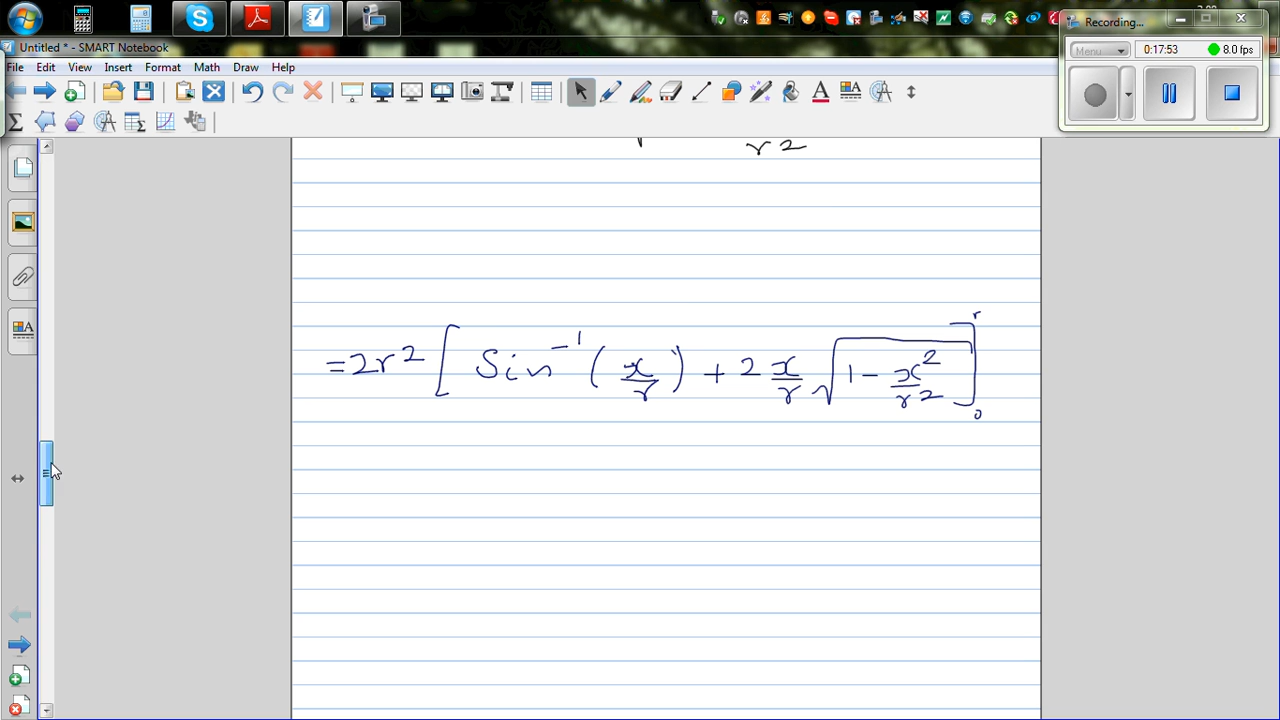 Recording...
Untitled * - SMART Notebook
Menu 0:17:53 8.0 fps
File Edit View Insert Format Math Draw Help
r 2
= 2r² [ Sin⁻¹ ( x/r ) + 2 x/r √(1 - x²/r²) ]₀ʳ